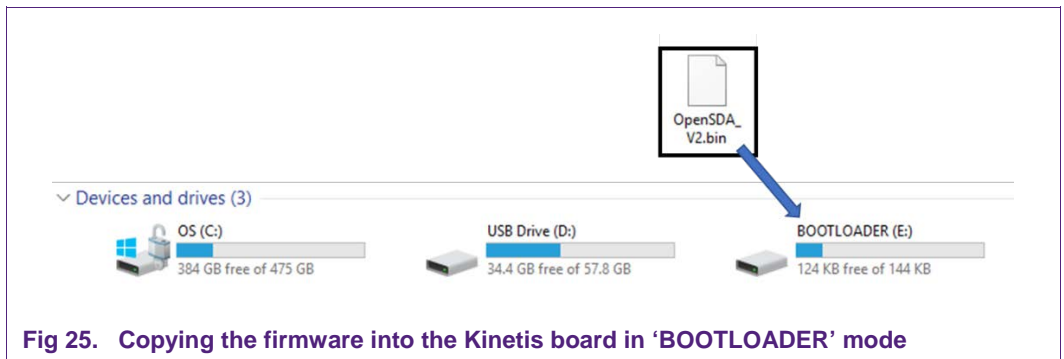 OpenSDA_
V2.bin
Devices and drives (3)
OS (C:)
384 GB free of 475 GB
USB Drive (D:)
34.4 GB free of 57.8 GB
BOOTLOADER (E:)
124 KB free of 144 KB
Fig 25. Copying the firmware into the Kinetis board in ‘BOOTLOADER’ mode